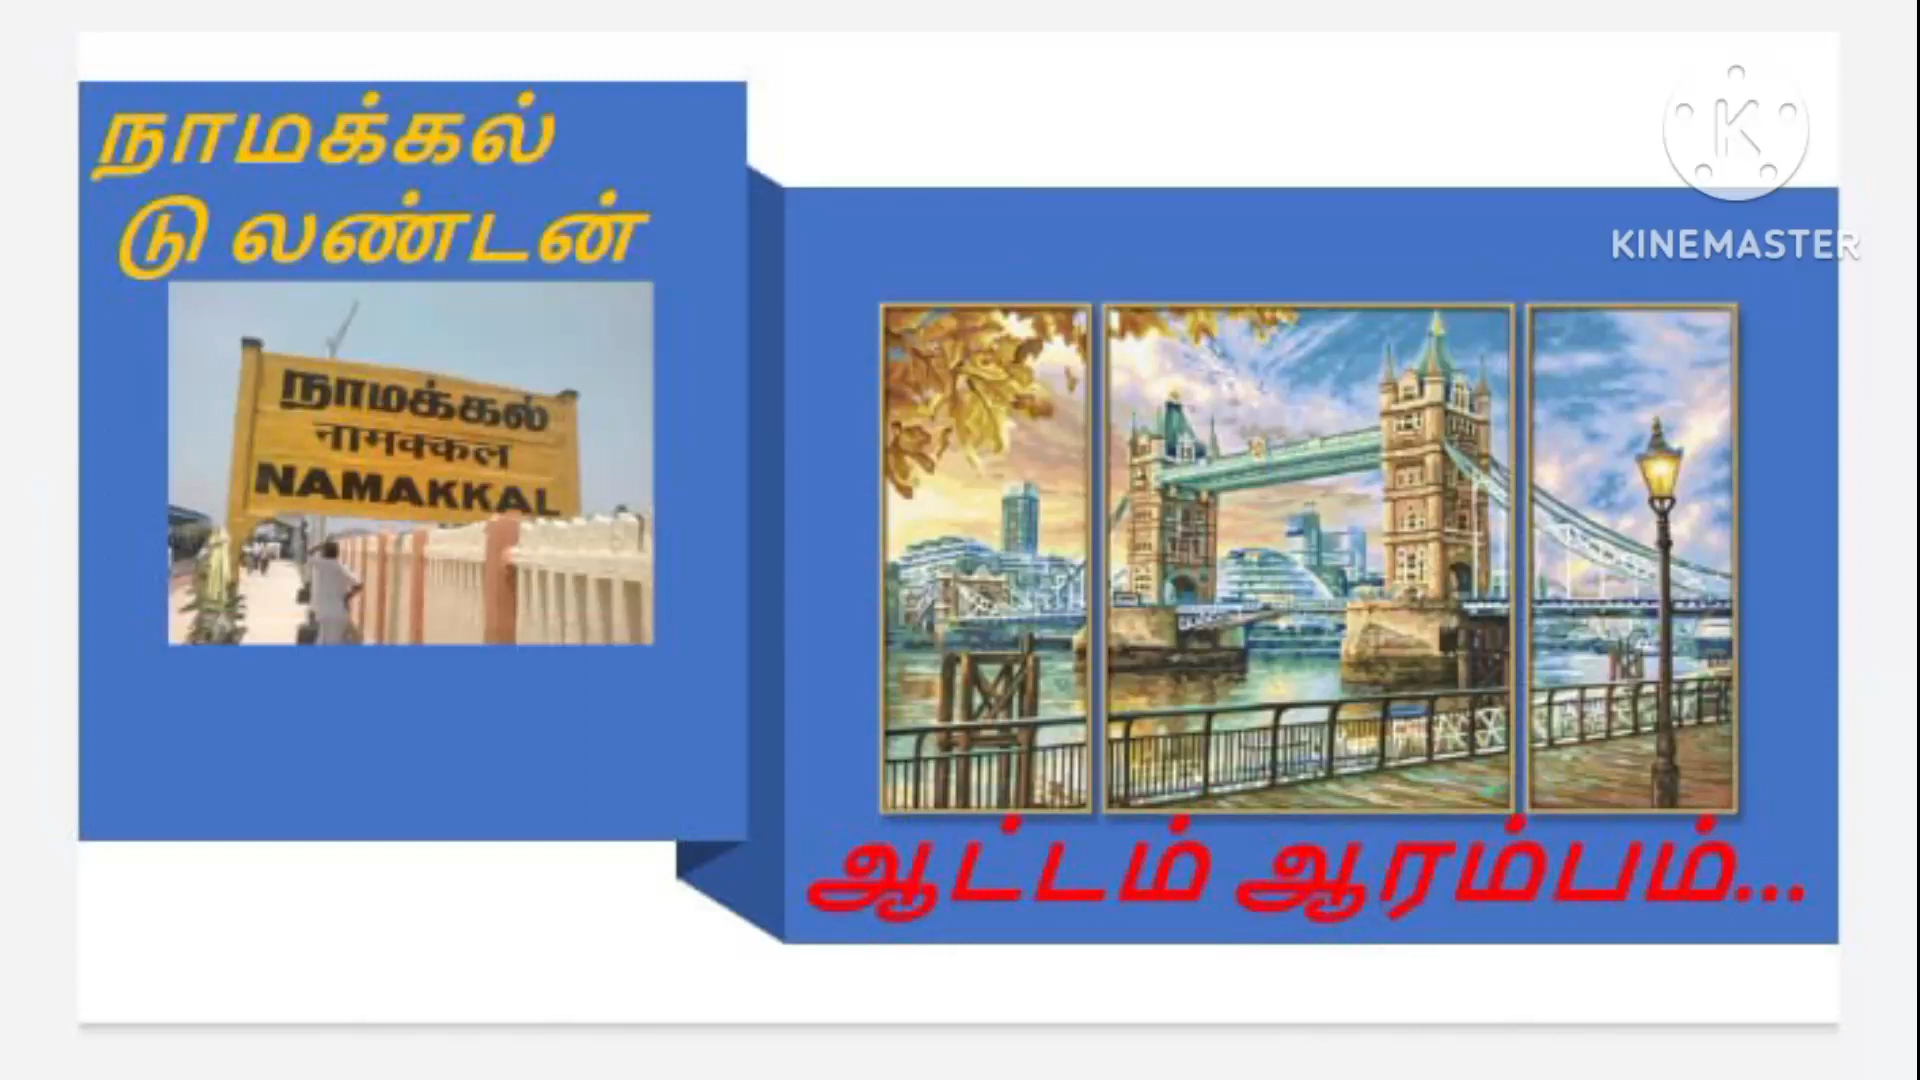 நாமக்கல்
டு லண்டன்
நாமக்கல்
नामक्कल
NAMAKKAL
K
KINEMASTER
ஆட்டம் ஆரம்பம்...